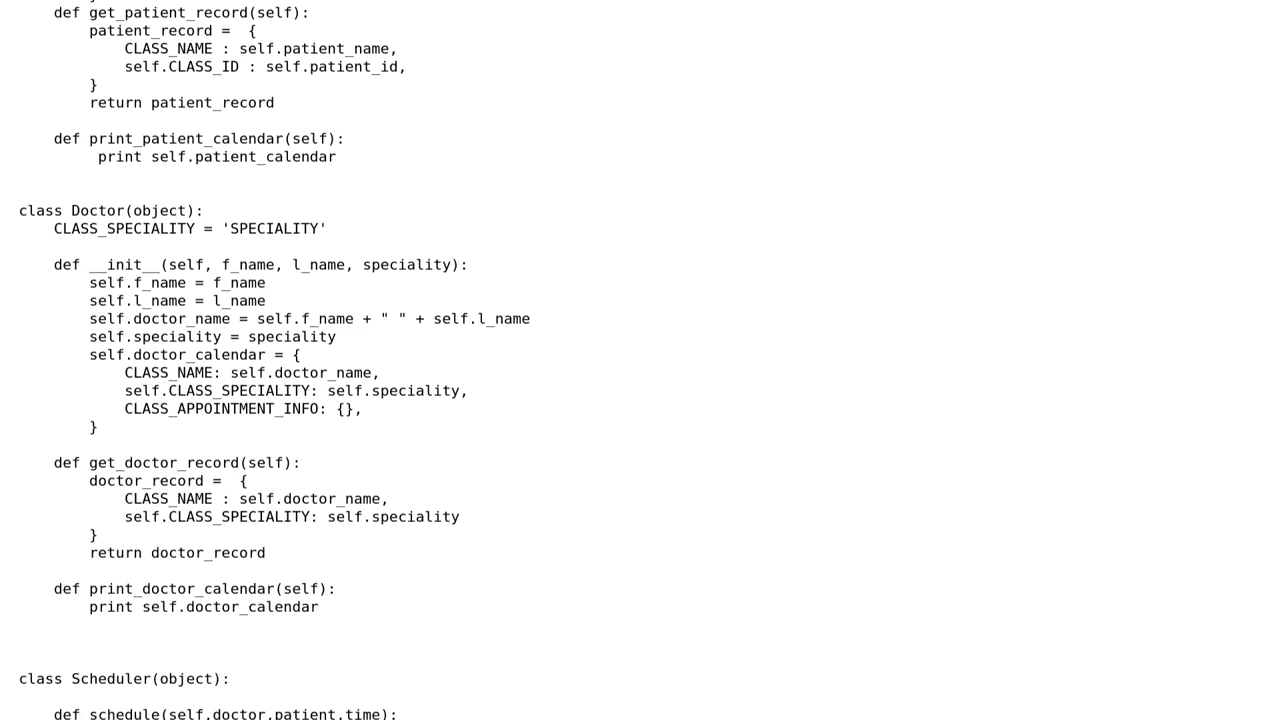 def get_patient_record(self):
        patient_record =  {
            CLASS_NAME : self.patient_name,
            self.CLASS_ID : self.patient_id,
        }
        return patient_record

    def print_patient_calendar(self):
         print self.patient_calendar


class Doctor(object):
    CLASS_SPECIALITY = 'SPECIALITY'

    def __init__(self, f_name, l_name, speciality):
        self.f_name = f_name
        self.l_name = l_name
        self.doctor_name = self.f_name + " " + self.l_name
        self.speciality = speciality
        self.doctor_calendar = {
            CLASS_NAME: self.doctor_name,
            self.CLASS_SPECIALITY: self.speciality,
            CLASS_APPOINTMENT_INFO: {},
        }

    def get_doctor_record(self):
        doctor_record =  {
            CLASS_NAME : self.doctor_name,
            self.CLASS_SPECIALITY: self.speciality
        }
        return doctor_record

    def print_doctor_calendar(self):
        print self.doctor_calendar



class Scheduler(object):

    def schedule(self,doctor,patient,time):